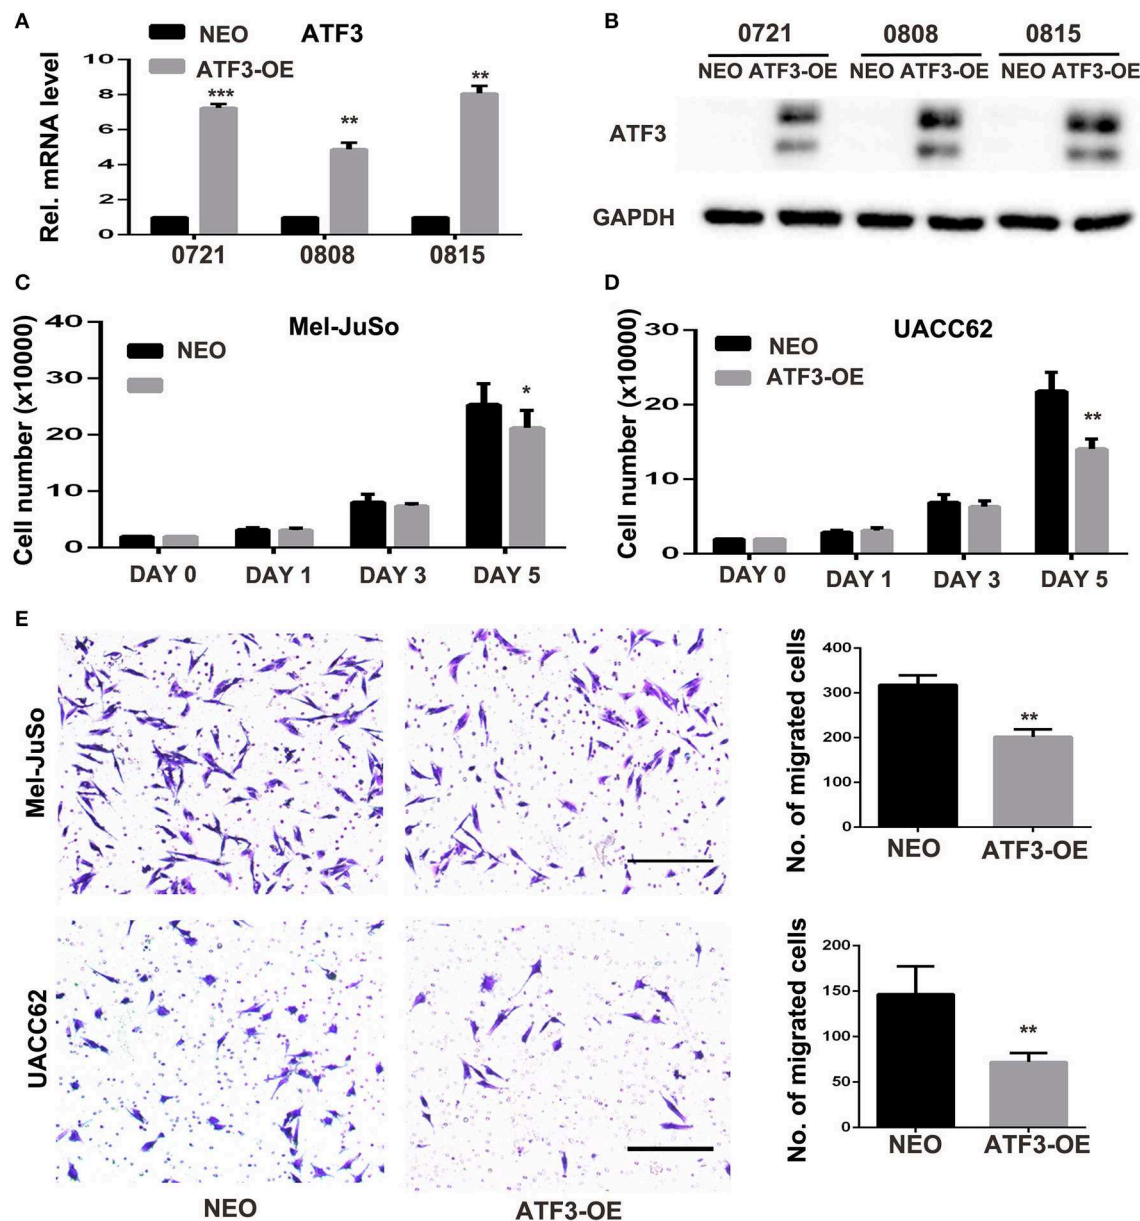 A
NEO
ATF3
ATF3-OE
Rel. mRNA level
10
8
6
4
2
0
***
**
**
0721
0808
0815
B
0721
0808
0815
NEO ATF3-OE NEO ATF3-OE NEO ATF3-OE
ATF3
GAPDH
C
Mel-JuSo
NEO
Cell number (x10000)
40
30
20
10
0
*
DAY 0
DAY 1
DAY 3
DAY 5
D
UACC62
NEO
ATF3-OE
Cell number (x10000)
30
20
10
0
**
DAY 0
DAY 1
DAY 3
DAY 5
E
Mel-JuSo
No. of migrated cells
400
300
200
100
0
**
NEO
ATF3-OE
UACC62
No. of migrated cells
200
150
100
50
0
**
NEO
ATF3-OE
NEO
ATF3-OE